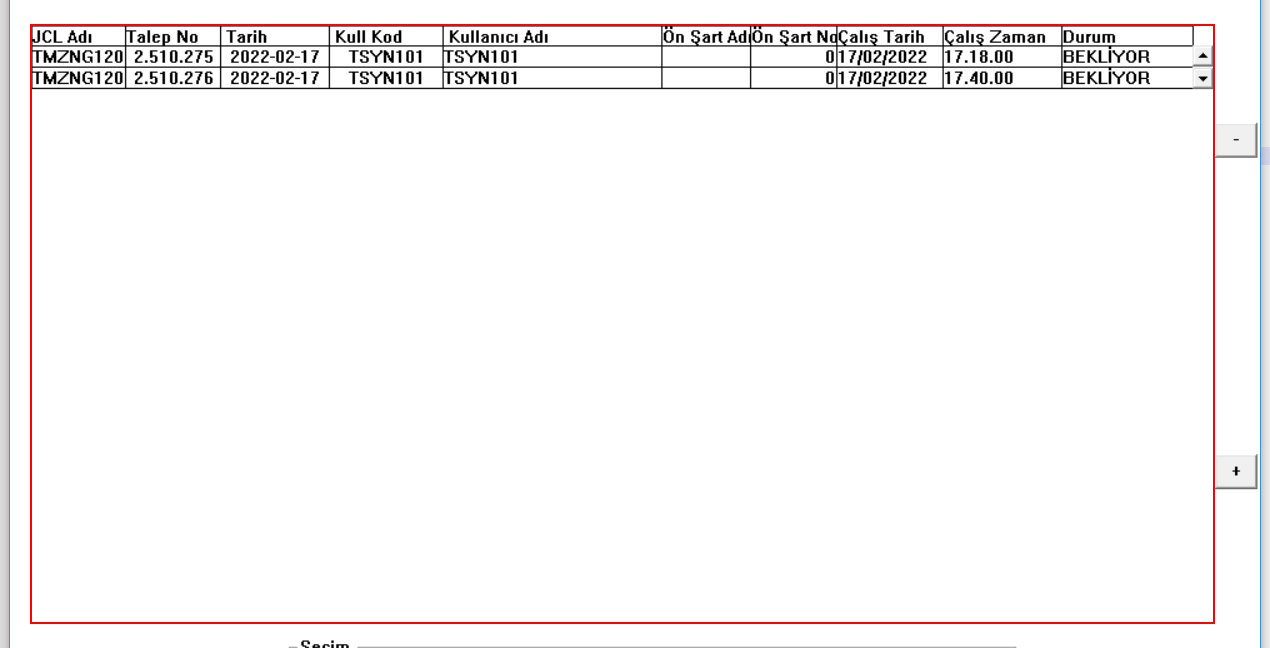 JCL Adı Talep No Tarih Kull Kod Kullanıcı Adı Ön Şart Adı Ön Şart No Çalış Tarih Çalış Zaman Durum
TMZNG120 2.510.275 2022-02-17 TSYN101 TSYN101 0 17/02/2022 17.18.00 BEKLİYOR
TMZNG120 2.510.276 2022-02-17 TSYN101 TSYN101 0 17/02/2022 17.40.00 BEKLİYOR
-
+
Seçim